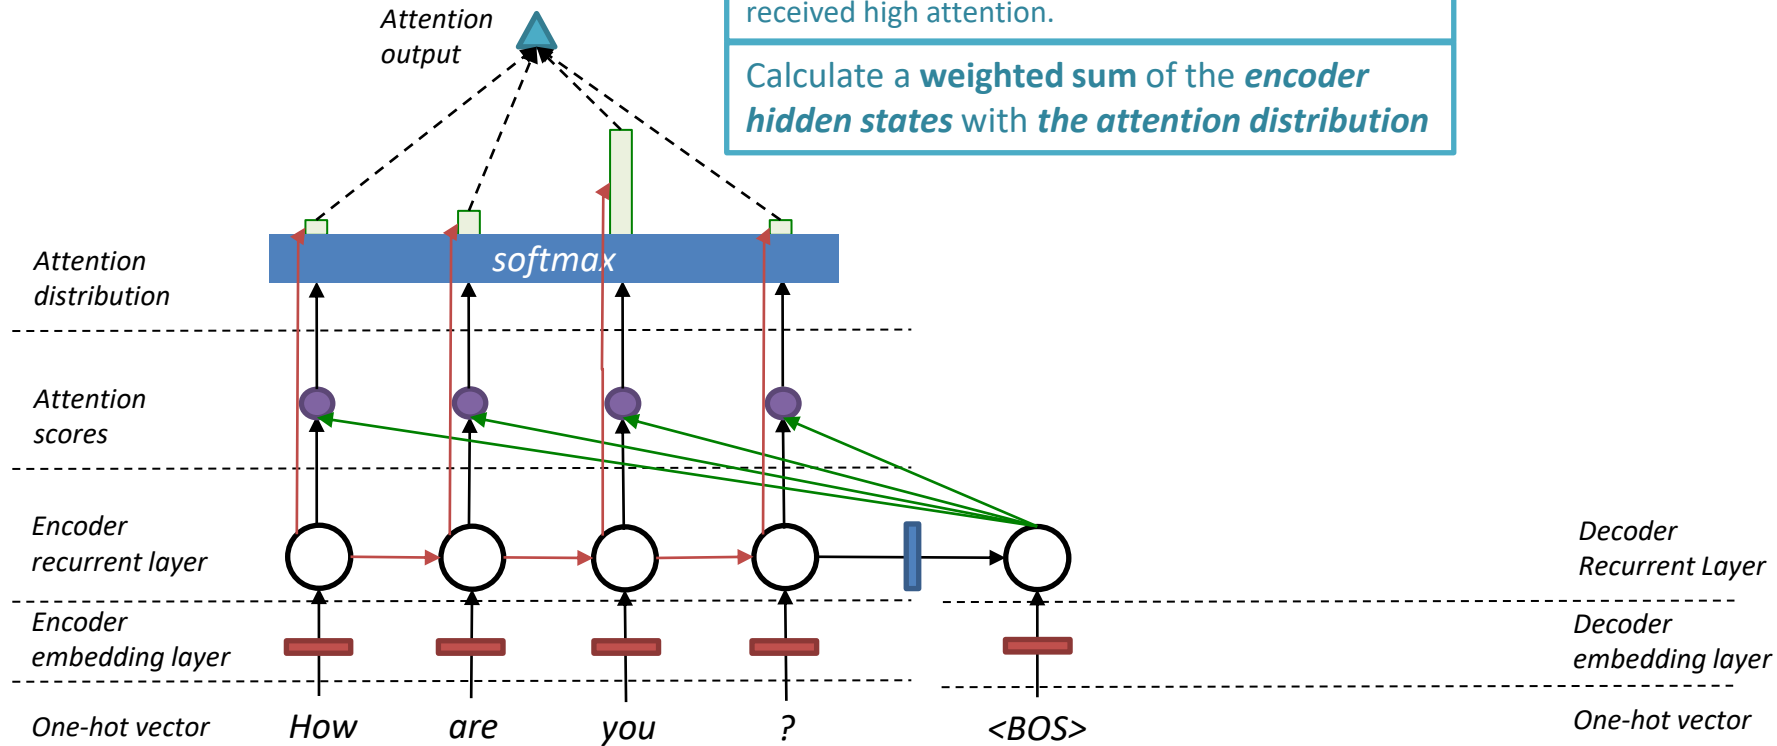 received high attention.
Calculate a weighted sum of the encoder
hidden states with the attention distribution
Attention
output
softmax
Attention
distribution
Attention
scores
Encoder
recurrent layer
Decoder
Recurrent Layer
Encoder
embedding layer
Decoder
embedding layer
One-hot vector
How are you ? <BOS>
One-hot vector